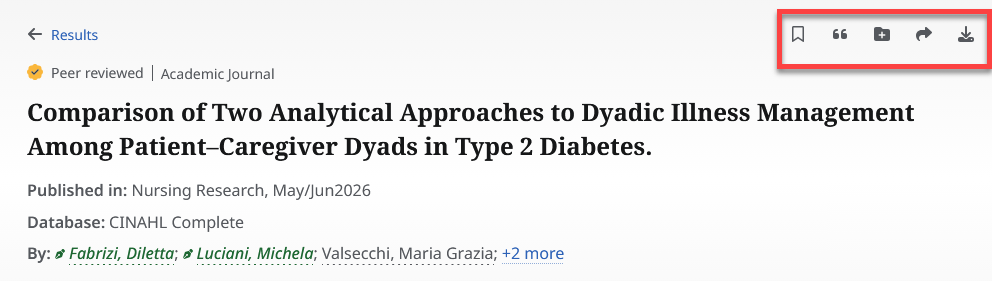 Results
Peer reviewed | Academic Journal
Comparison of Two Analytical Approaches to Dyadic Illness Management
Among Patient–Caregiver Dyads in Type 2 Diabetes.
Published in: Nursing Research, May/Jun2026
Database: CINAHL Complete
By: Fabrizi, Diletta; Luciani, Michela; Valsecchi, Maria Grazia; +2 more